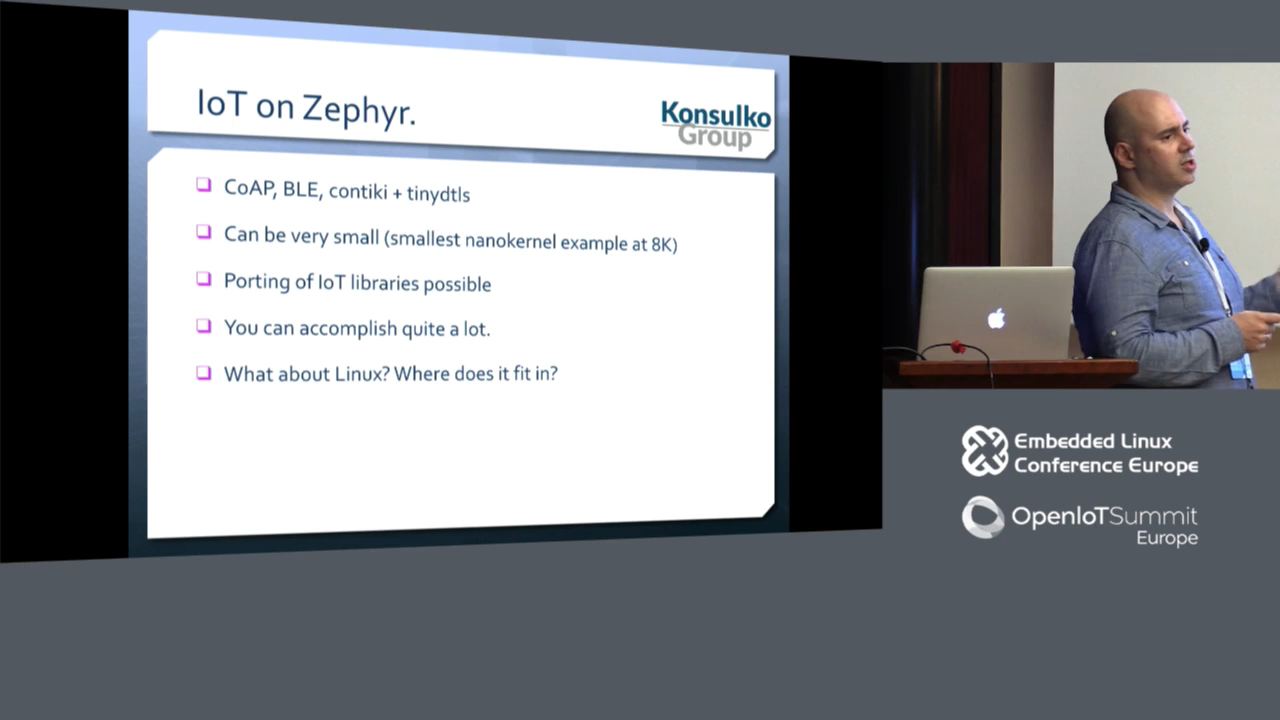 IoT on Zephyr.
Konsulko
Group
CoAP, BLE, contiki + tinydtls
Can be very small (smallest nanokernel example at 8K)
Porting of IoT libraries possible
You can accomplish quite a lot.
What about Linux? Where does it fit in?
Embedded Linux
Conference Europe
OpenIoTSummit
Europe